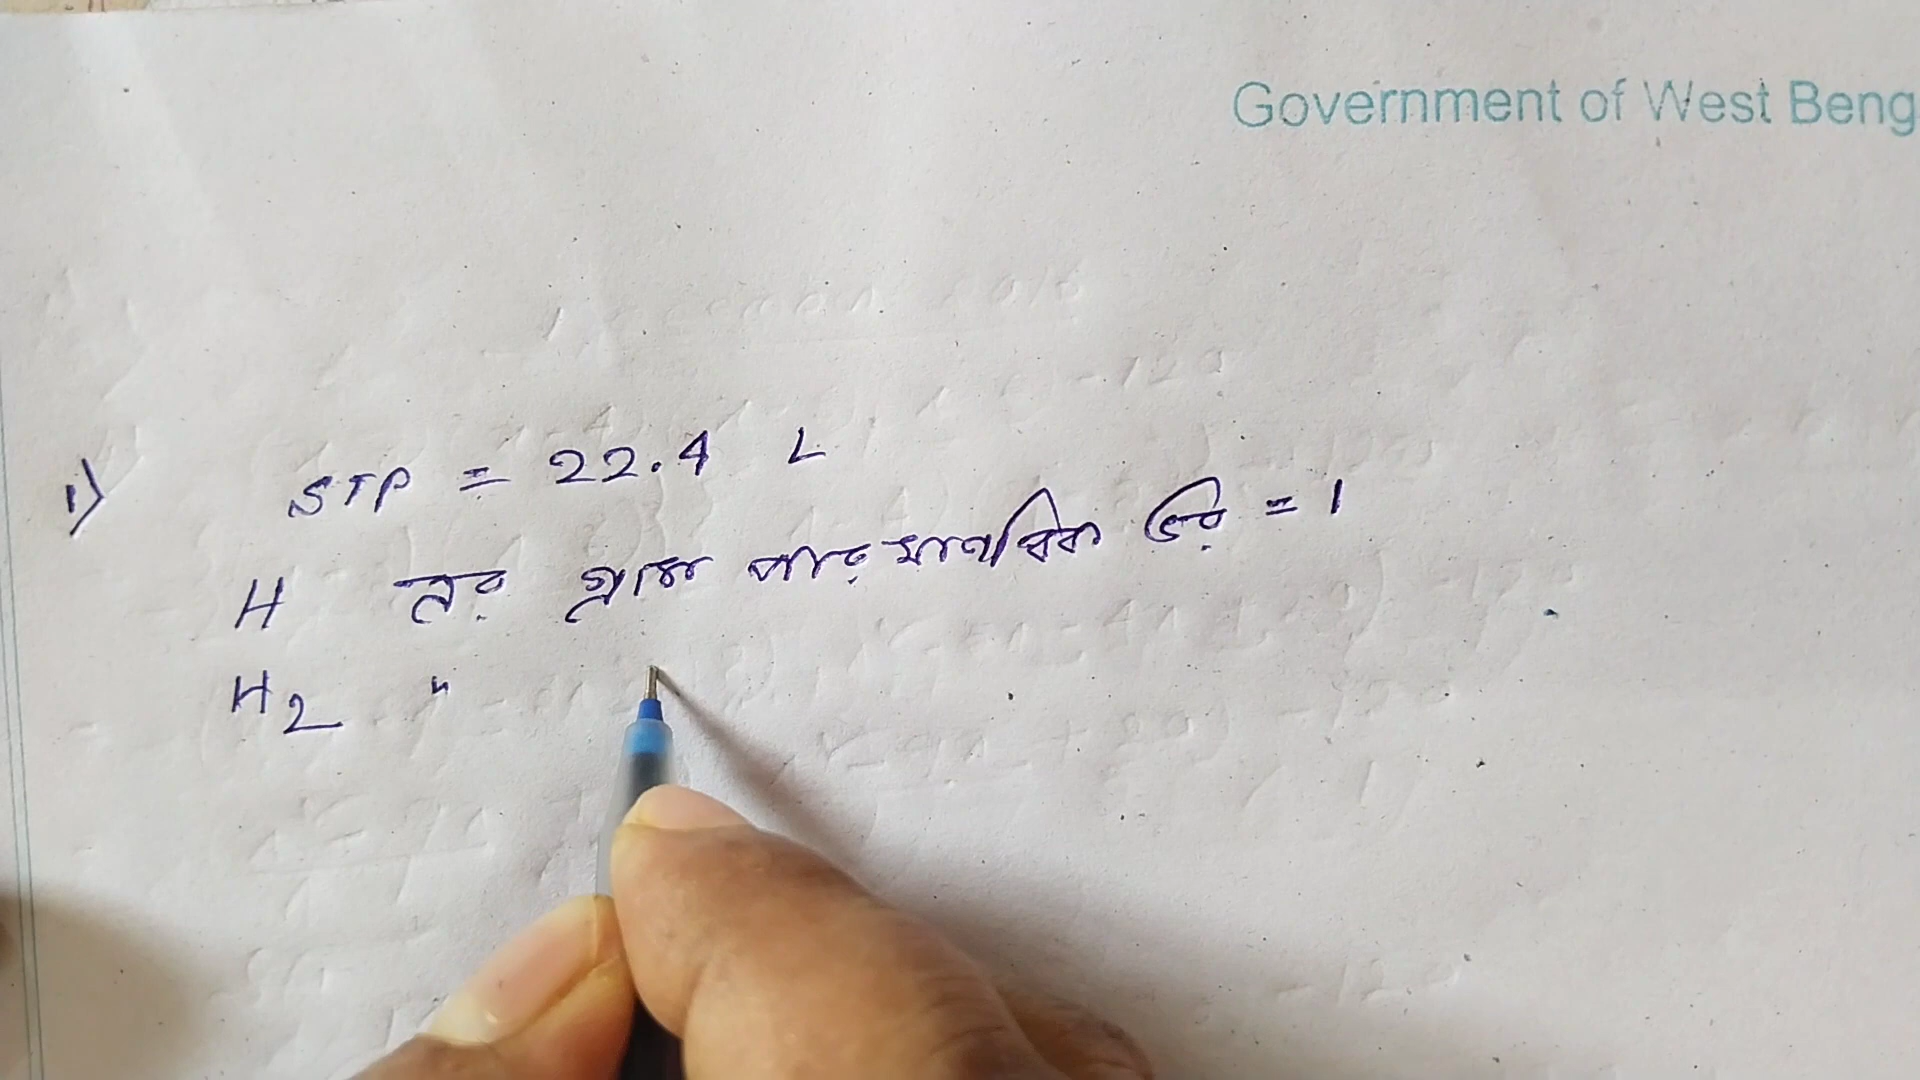 Government of West Beng
1) STP = 22.4 L
H এর গ্রাম পারমাণবিক ভর = 1
H2 "